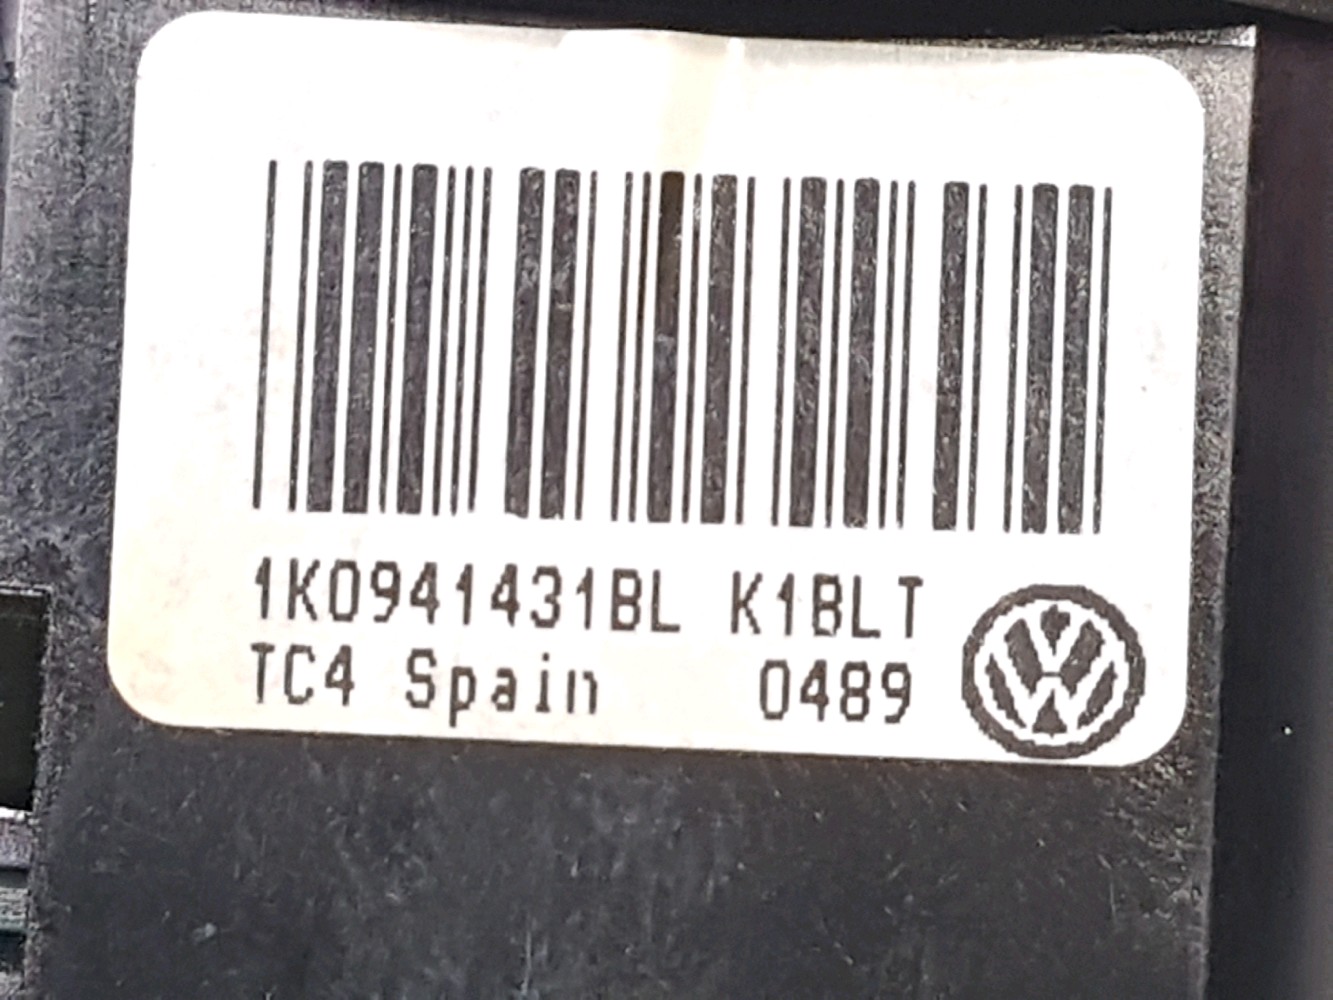 1K0941431BL K1BLT
TC4 Spain 0489